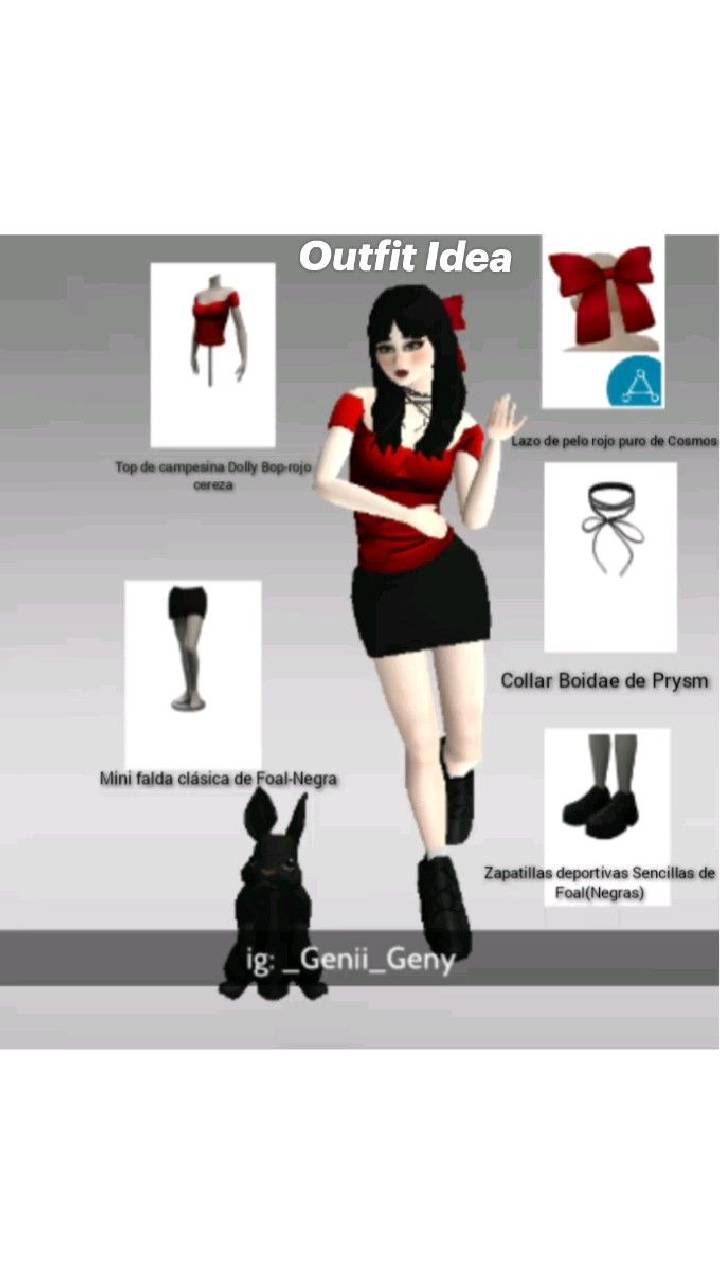 Outfit Idea
Top de campesina Dolly Bop-rojo
cereza
Lazo de pelo rojo puro de Cosmos
Collar Boidae de Prysm
Mini falda clásica de Foal-Negra
Zapatillas deportivas Sencillas de
Foal(Negras)
ig: _Genii_Geny